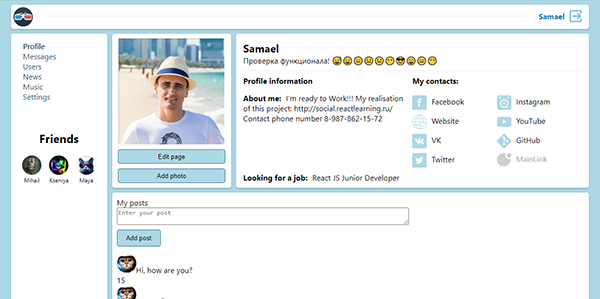 Samael
Profile
Messages
Users
News
Music
Settings
Friends
Mihail Kseniya Maya
Edit page
Add photo
Samael
Проверка функционала! 😄😄😄😄😄😶😎😄😄😶
Profile information
About me: I'm ready to Work!!! My realisation
of this project: http://social.reactlearning.ru/
Contact phone number 8-987-862-15-72
Looking for a job: React JS Junior Developer
My contacts:
Facebook Instagram
Website YouTube
VK GitHub
Twitter MainLink
My posts
Enter your post
Add post
Hi, how are you?
15